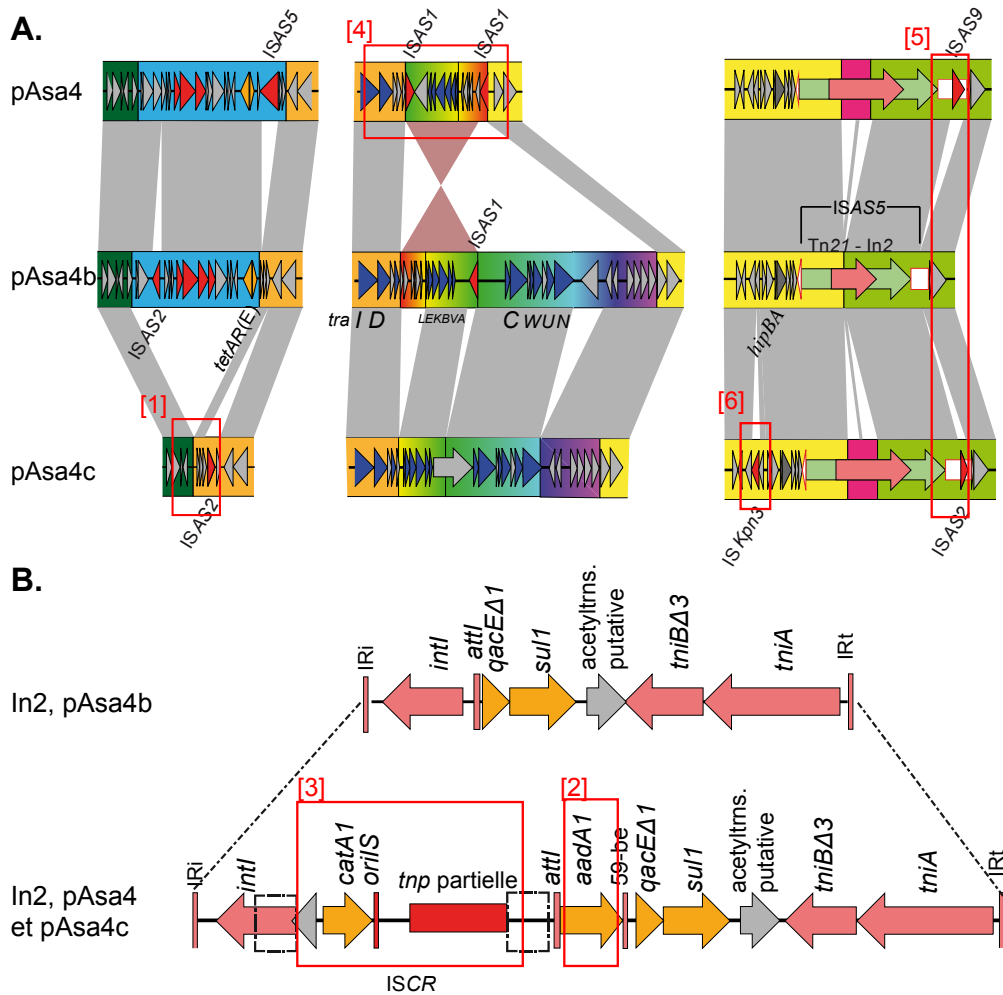 A.
pAsa4
ISAS5
[4]
ISAS1
ISAS1
[5]
ISAS9
pAsa4b
ISAS2
tetAR(E)
ISAS1
tra I D
LEKBVA
C WUN
ISAS5
Tn21 - In2
hipBA
pAsa4c
[1]
ISAS2
[6]
ISKpn3
ISAS2
B.
In2, pAsa4b
IRi
intI
attI
qacEΔ1
sul1
acetyltrns.
putative
tniBΔ3
tniA
IRt
In2, pAsa4
et pAsa4c
IRi
intI
[3]
catA1
oriIS
tnp partielle
ISCR
attI
[2]
aadA1
59-be
qacEΔ1
sul1
acetyltrns.
putative
tniBΔ3
tniA
IRt